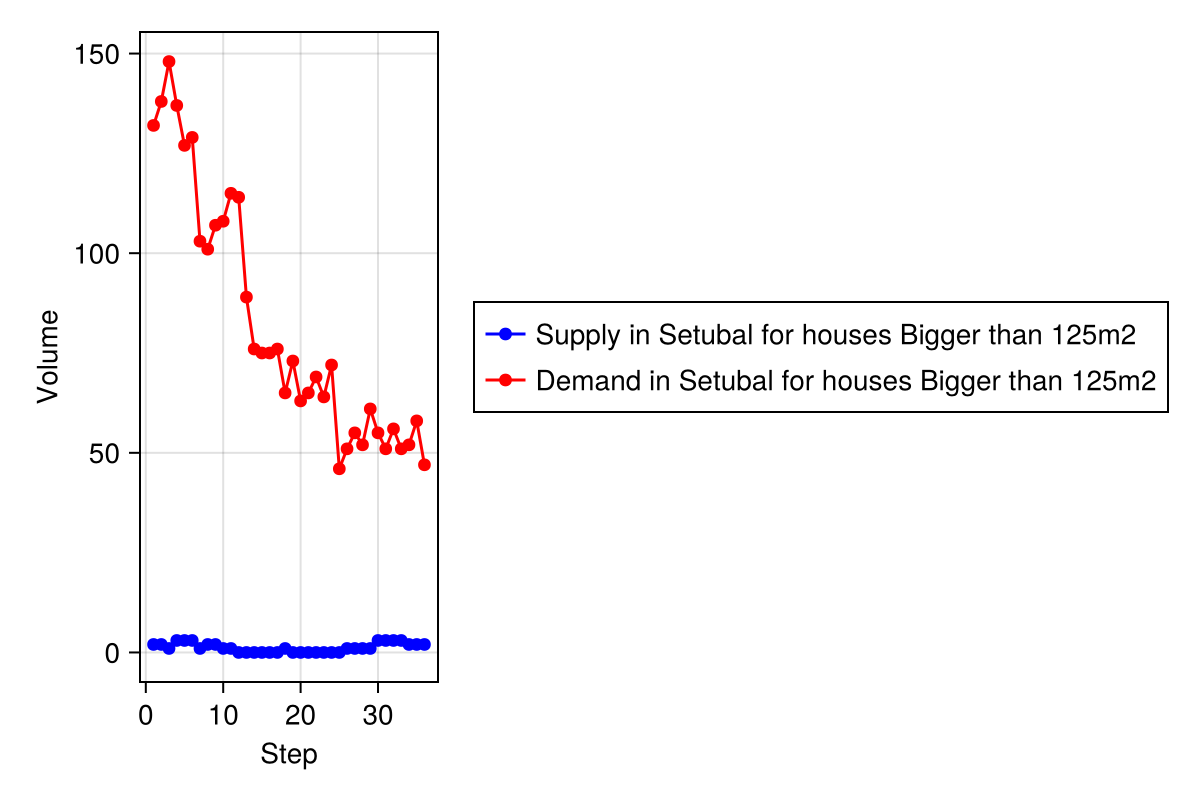 150
100
50
0
Volume
0 10 20 30
Step
Supply in Setubal for houses Bigger than 125m2
Demand in Setubal for houses Bigger than 125m2